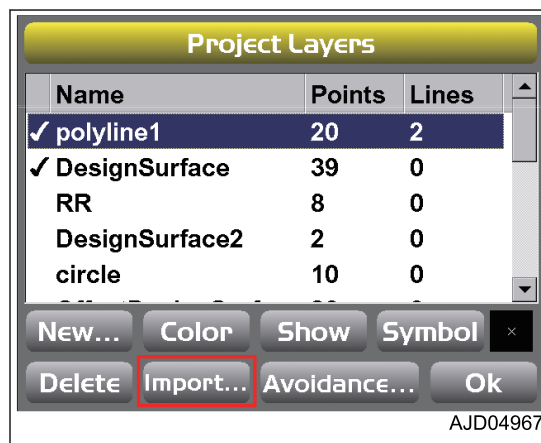 Project Layers
Name Points Lines
✓ polyline1 20 2
✓ DesignSurface 39 0
RR 8 0
DesignSurface2 2 0
circle 10 0
New... Color Show Symbol ×
Delete Import... Avoidance... Ok
AJD04967